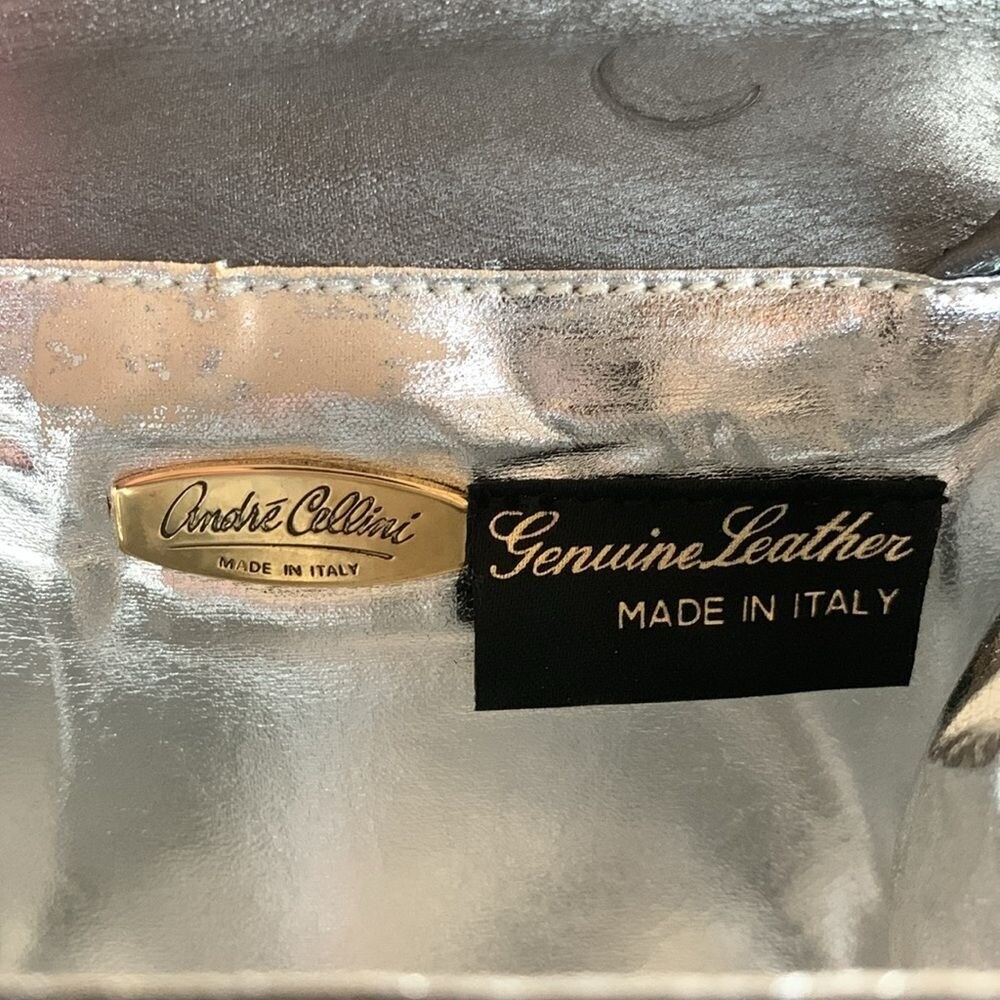 André Cellini
MADE IN ITALY
Genuine Leather
MADE IN ITALY